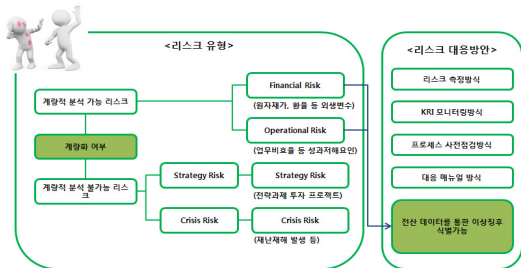 <리스크 유형>
계량적 분석 가능 리스크
계량화 여부
계량적 분석 불가능 리스
크
Financial Risk
(원자재가, 환율 등 외생변수)
Operational Risk
(업무비효율 등 성과저해요인)
Strategy Risk
Strategy Risk
(전략과제 투자 프로젝트)
Crisis Risk
Crisis Risk
(재난재해 발생 등)
<리스크 대응방안>
리스크 측정방식
KRI 모니터링방식
프로세스 사전점검방식
대응 매뉴얼 방식
전산 데이터를 통한 이상징후
식별가능